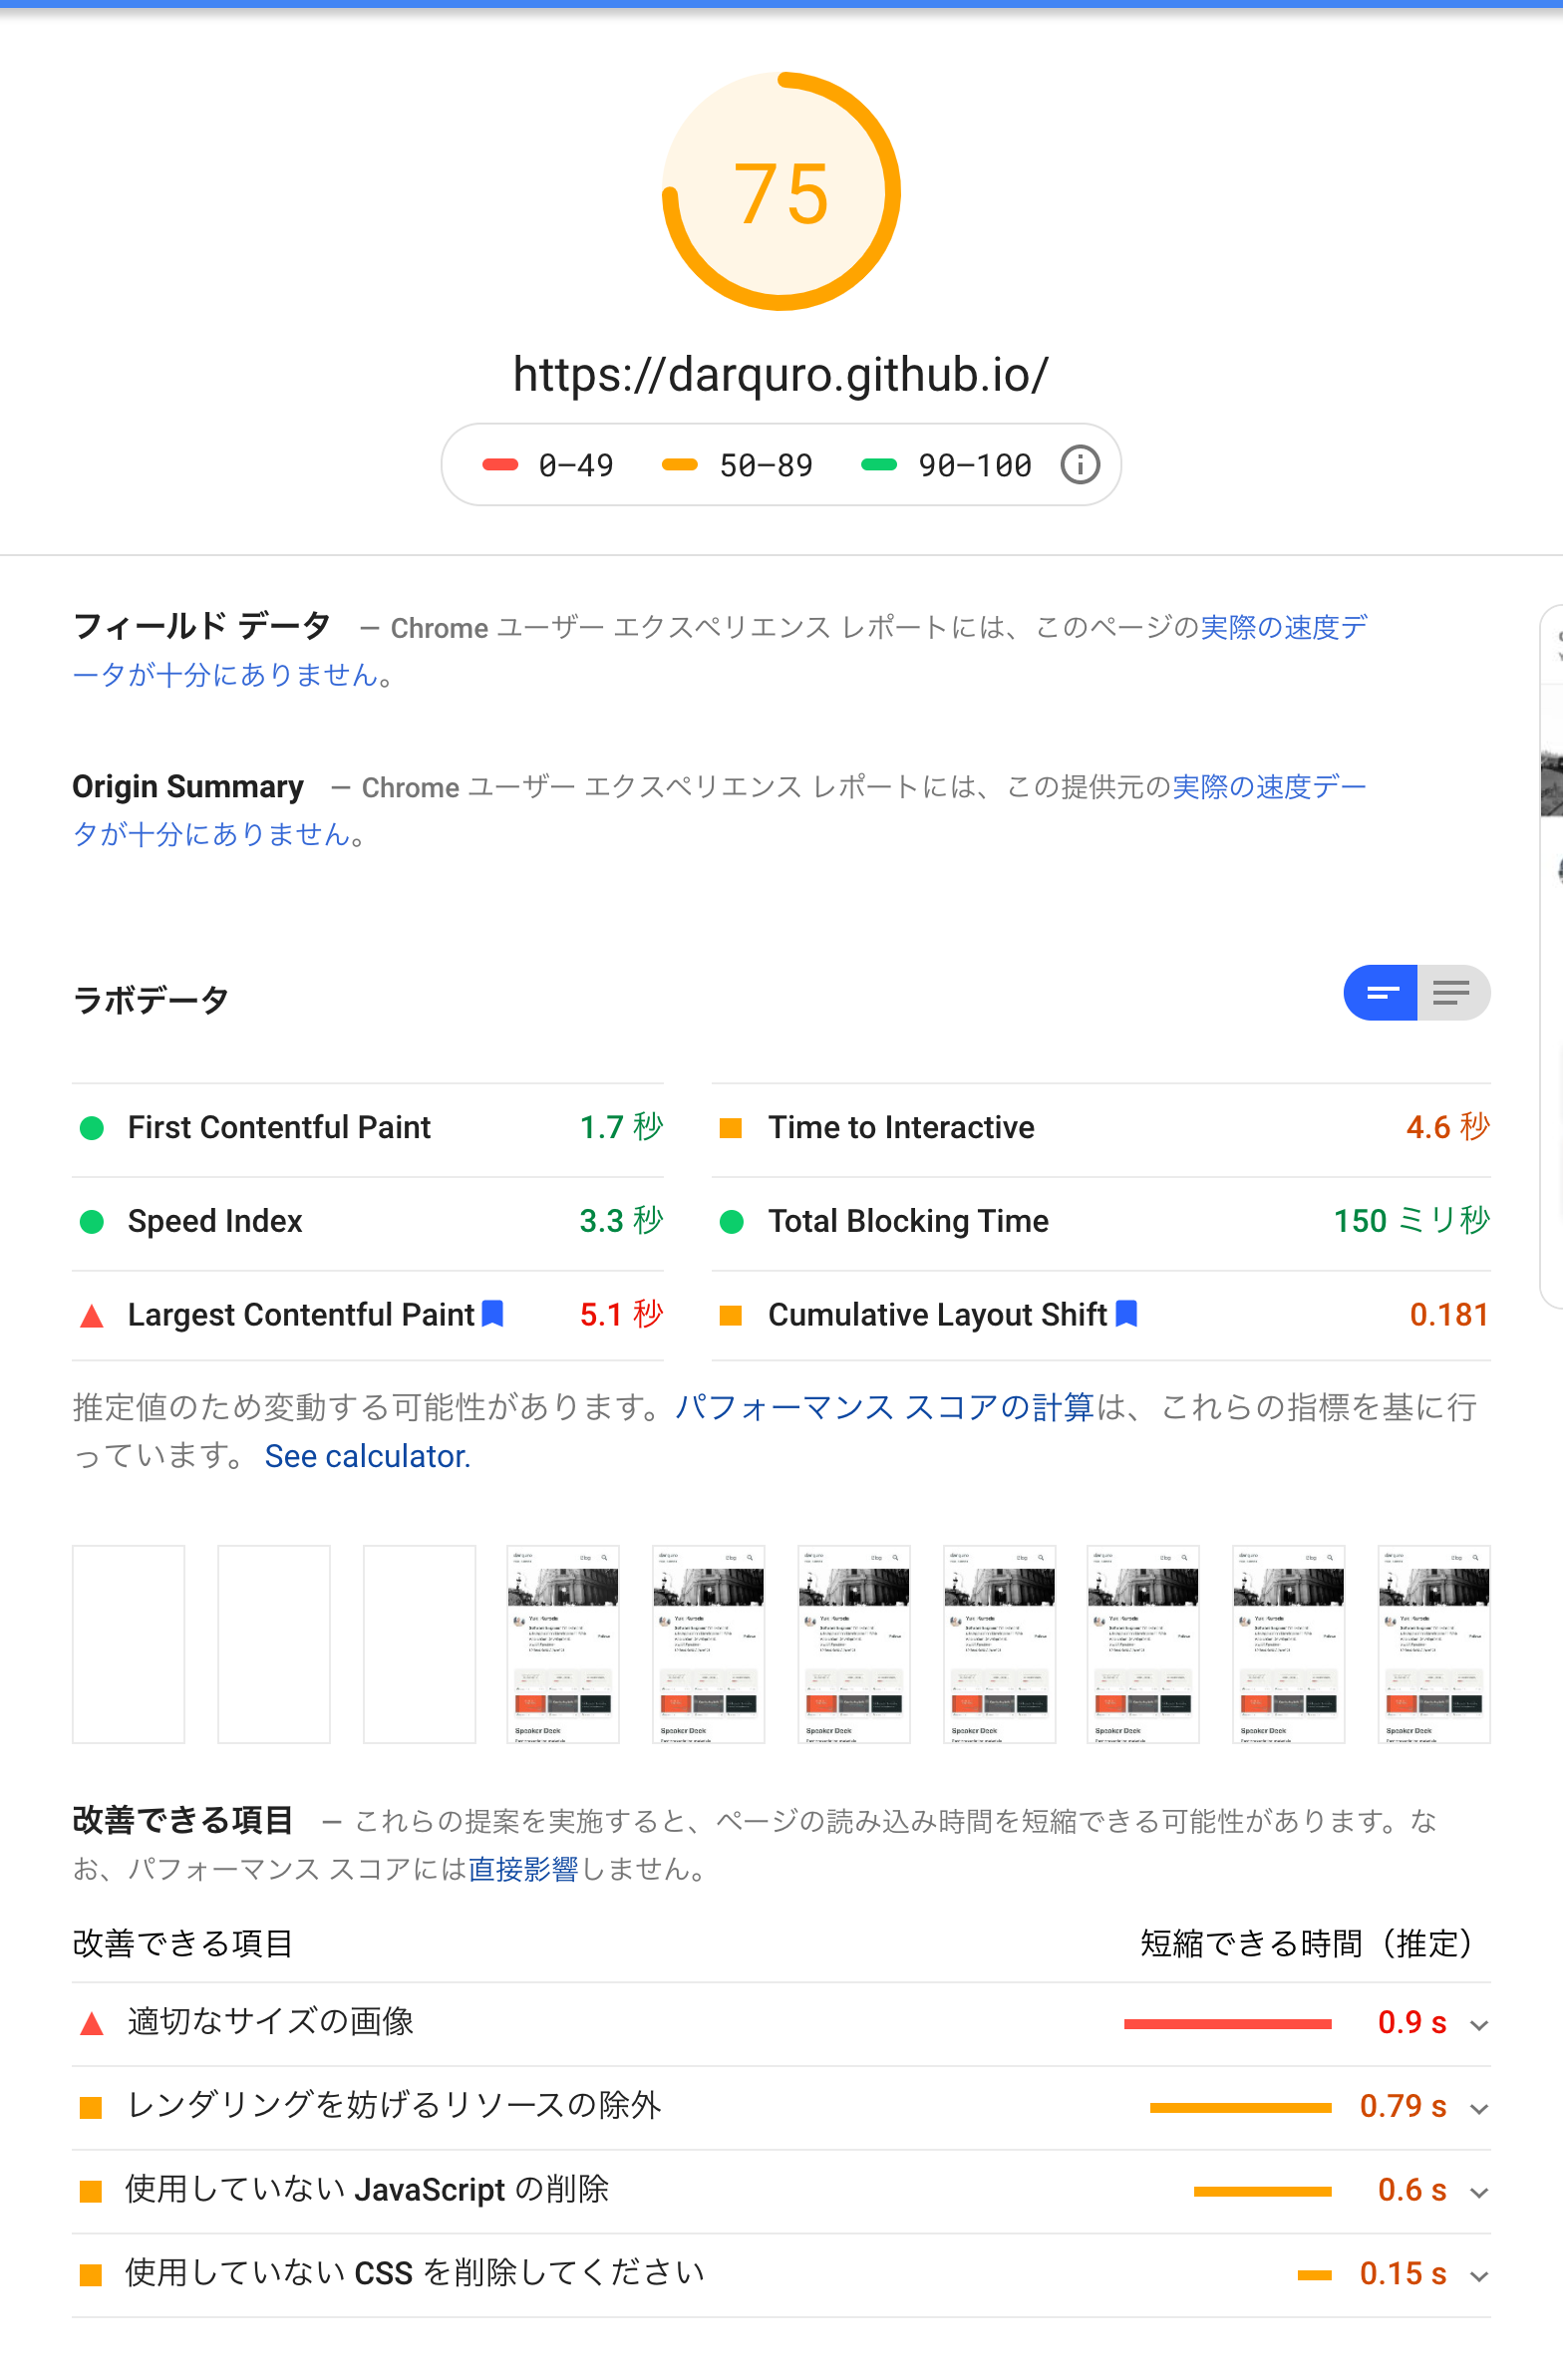 75
https://darquro.github.io/
0–49 50–89 90–100
フィールド データ — Chrome ユーザー エクスペリエンス レポートには、このページの実際の速度デ
ータが十分にありません。
Origin Summary — Chrome ユーザー エクスペリエンス レポートには、この提供元の実際の速度デー
タが十分にありません。
ラボデータ
First Contentful Paint 1.7 秒
Time to Interactive 4.6 秒
Speed Index 3.3 秒
Total Blocking Time 150 ミリ秒
Largest Contentful Paint 5.1 秒
Cumulative Layout Shift 0.181
推定値のため変動する可能性があります。パフォーマンス スコアの計算は、これらの指標を基に行
っています。 See calculator.
Speaker Deck
Speaker Deck
Speaker Deck
Speaker Deck
Speaker Deck
Speaker Deck
Speaker Deck
改善できる項目 — これらの提案を実施すると、ページの読み込み時間を短縮できる可能性があります。な
お、パフォーマンス スコアには直接影響しません。
改善できる項目 短縮できる時間（推定）
適切なサイズの画像 0.9 s
レンダリングを妨げるリソースの除外 0.79 s
使用していない JavaScript の削除 0.6 s
使用していない CSS を削除してください 0.15 s